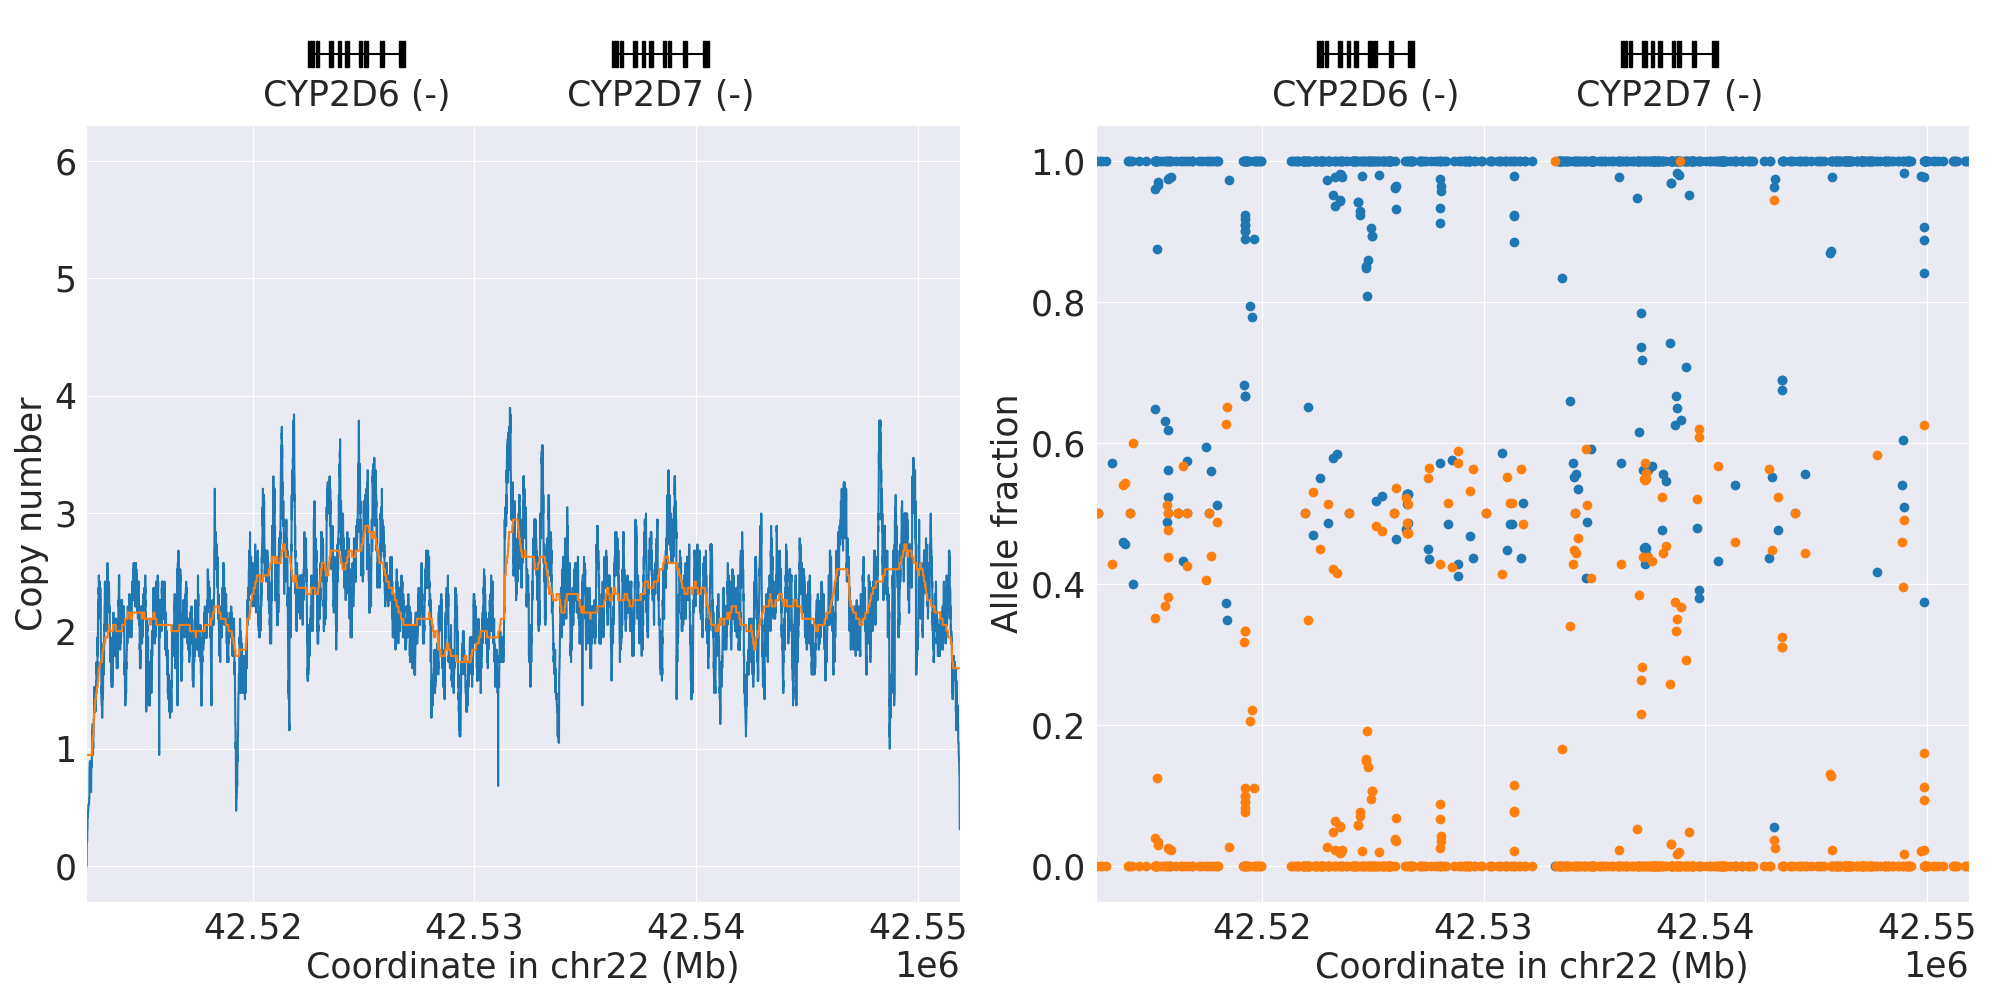 CYP2D6 (-)
CYP2D7 (-)
6
5
4
3
2
1
0
Copy number
42.52
42.53
42.54
42.55
Coordinate in chr22 (Mb)
1e6
CYP2D6 (-)
CYP2D7 (-)
1.0
0.8
0.6
0.4
0.2
0.0
Allele fraction
42.52
42.53
42.54
42.55
Coordinate in chr22 (Mb)
1e6